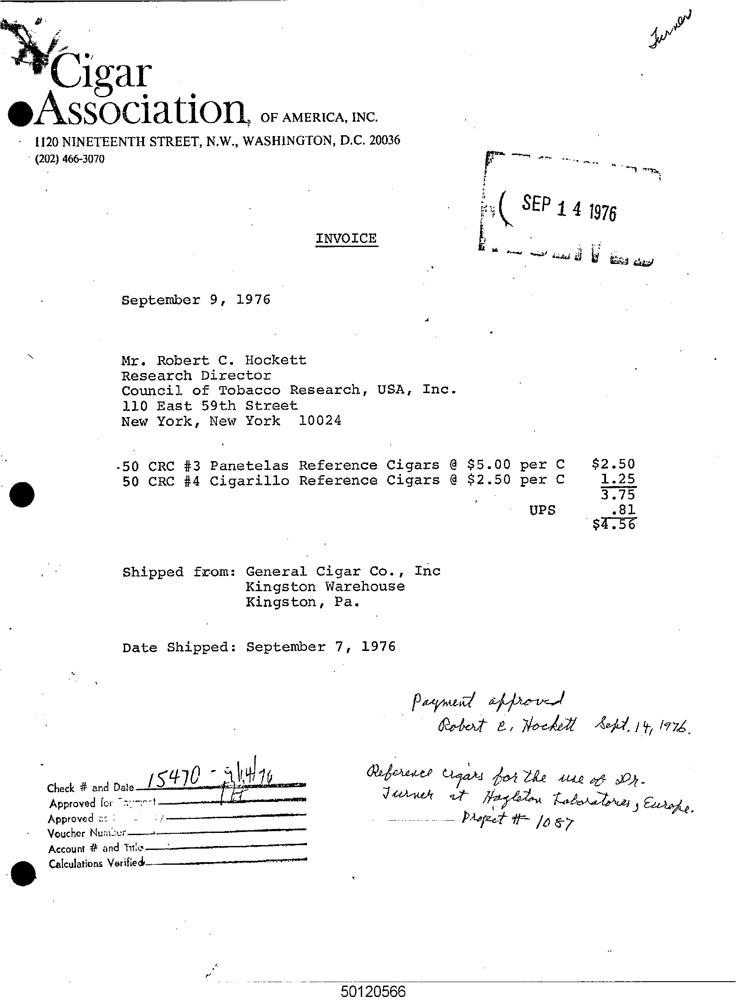 Turner
Cigar
Association, OF AMERICA, INC.
1120 NINETEENTH STREET, N.W., WASHINGTON, D.C. 20036
(202) 466-3070
SEP 14 1976
INVOICE
September 9, 1976
Mr. Robert C. Hockett
Research Director
Council of Tobacco Research, USA, Inc.
110 East 59th Street
New York, New York 10024
50 CRC #3 Panetelas Reference Cigars @ $5.00 per C $2.50
50 CRC #4 Cigarillo Reference Cigars @ $2.50 per C 1.25
3.75
UPS .81
$4.56
Shipped from: General Cigar Co., Inc
Kingston Warehouse
Kingston, Pa.
Date Shipped: September 7, 1976
Payment approved
Robert C. Hockett Sept. 14, 1976.
Reference cigars for the use of Dr.
Turner at Hazleton Laboratories, Europe.
Project # 1087
Check # and Date 15470 -
Approved for Payment
Approved
Voucher Number
Account # and Title
Calculations Verified
50120566